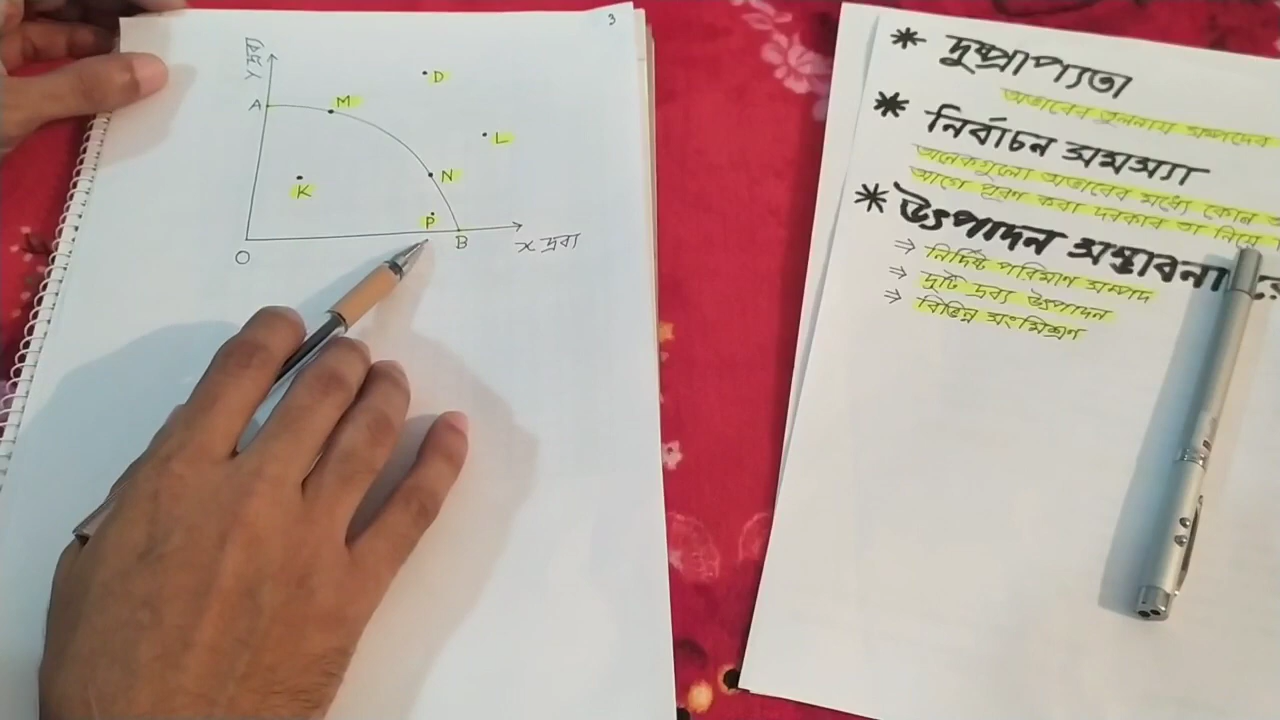 3
Y দ্রব্য
D
A
M
L
K
N
P
O
B
X দ্রব্য
* দুষ্প্রাপ্যতা
অভাবের তুলনায় সম্পদের
* নির্বাচন সমস্যা
অনেকগুলো অভাবের মধ্যে কোন
আগে পূরণ করা দরকার তা নিয়ে
* উৎপাদন সম্ভাবনা রে
⇒ নির্দিষ্ট পরিমাণ সম্পদ
⇒ দুটি দ্রব্য উৎপাদন
⇒ বিভিন্ন সংমিশ্রণ